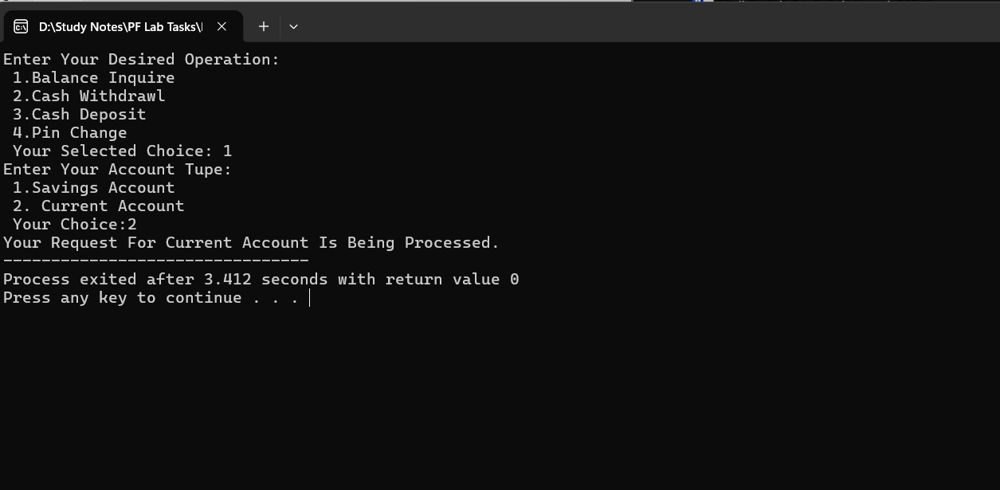 D:\Study Notes\PF Lab Tasks\
Enter Your Desired Operation:
 1.Balance Inquire
 2.Cash Withdrawl
 3.Cash Deposit
 4.Pin Change
 Your Selected Choice: 1
Enter Your Account Tupe:
 1.Savings Account
 2. Current Account
 Your Choice:2
Your Request For Current Account Is Being Processed.
--------------------------------
Process exited after 3.412 seconds with return value 0
Press any key to continue . . .